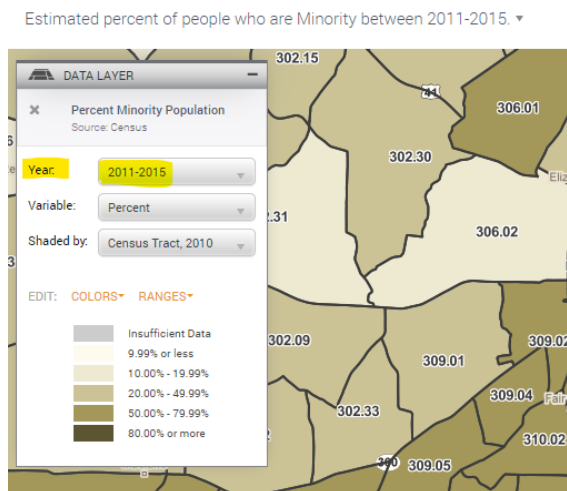 Estimated percent of people who are Minority between 2011-2015.
DATA LAYER
Percent Minority Population
Source: Census
Year: 2011-2015
Variable: Percent
Shaded by: Census Tract, 2010
EDIT: COLORS RANGES
Insufficient Data
9.99% or less
10.00% - 19.99%
20.00% - 49.99%
50.00% - 79.99%
80.00% or more
302.15
41
306.01
302.30
Eliz
.31
306.02
302.09
309.02
309.01
309.04 Fair
302.33
310.02
309.05